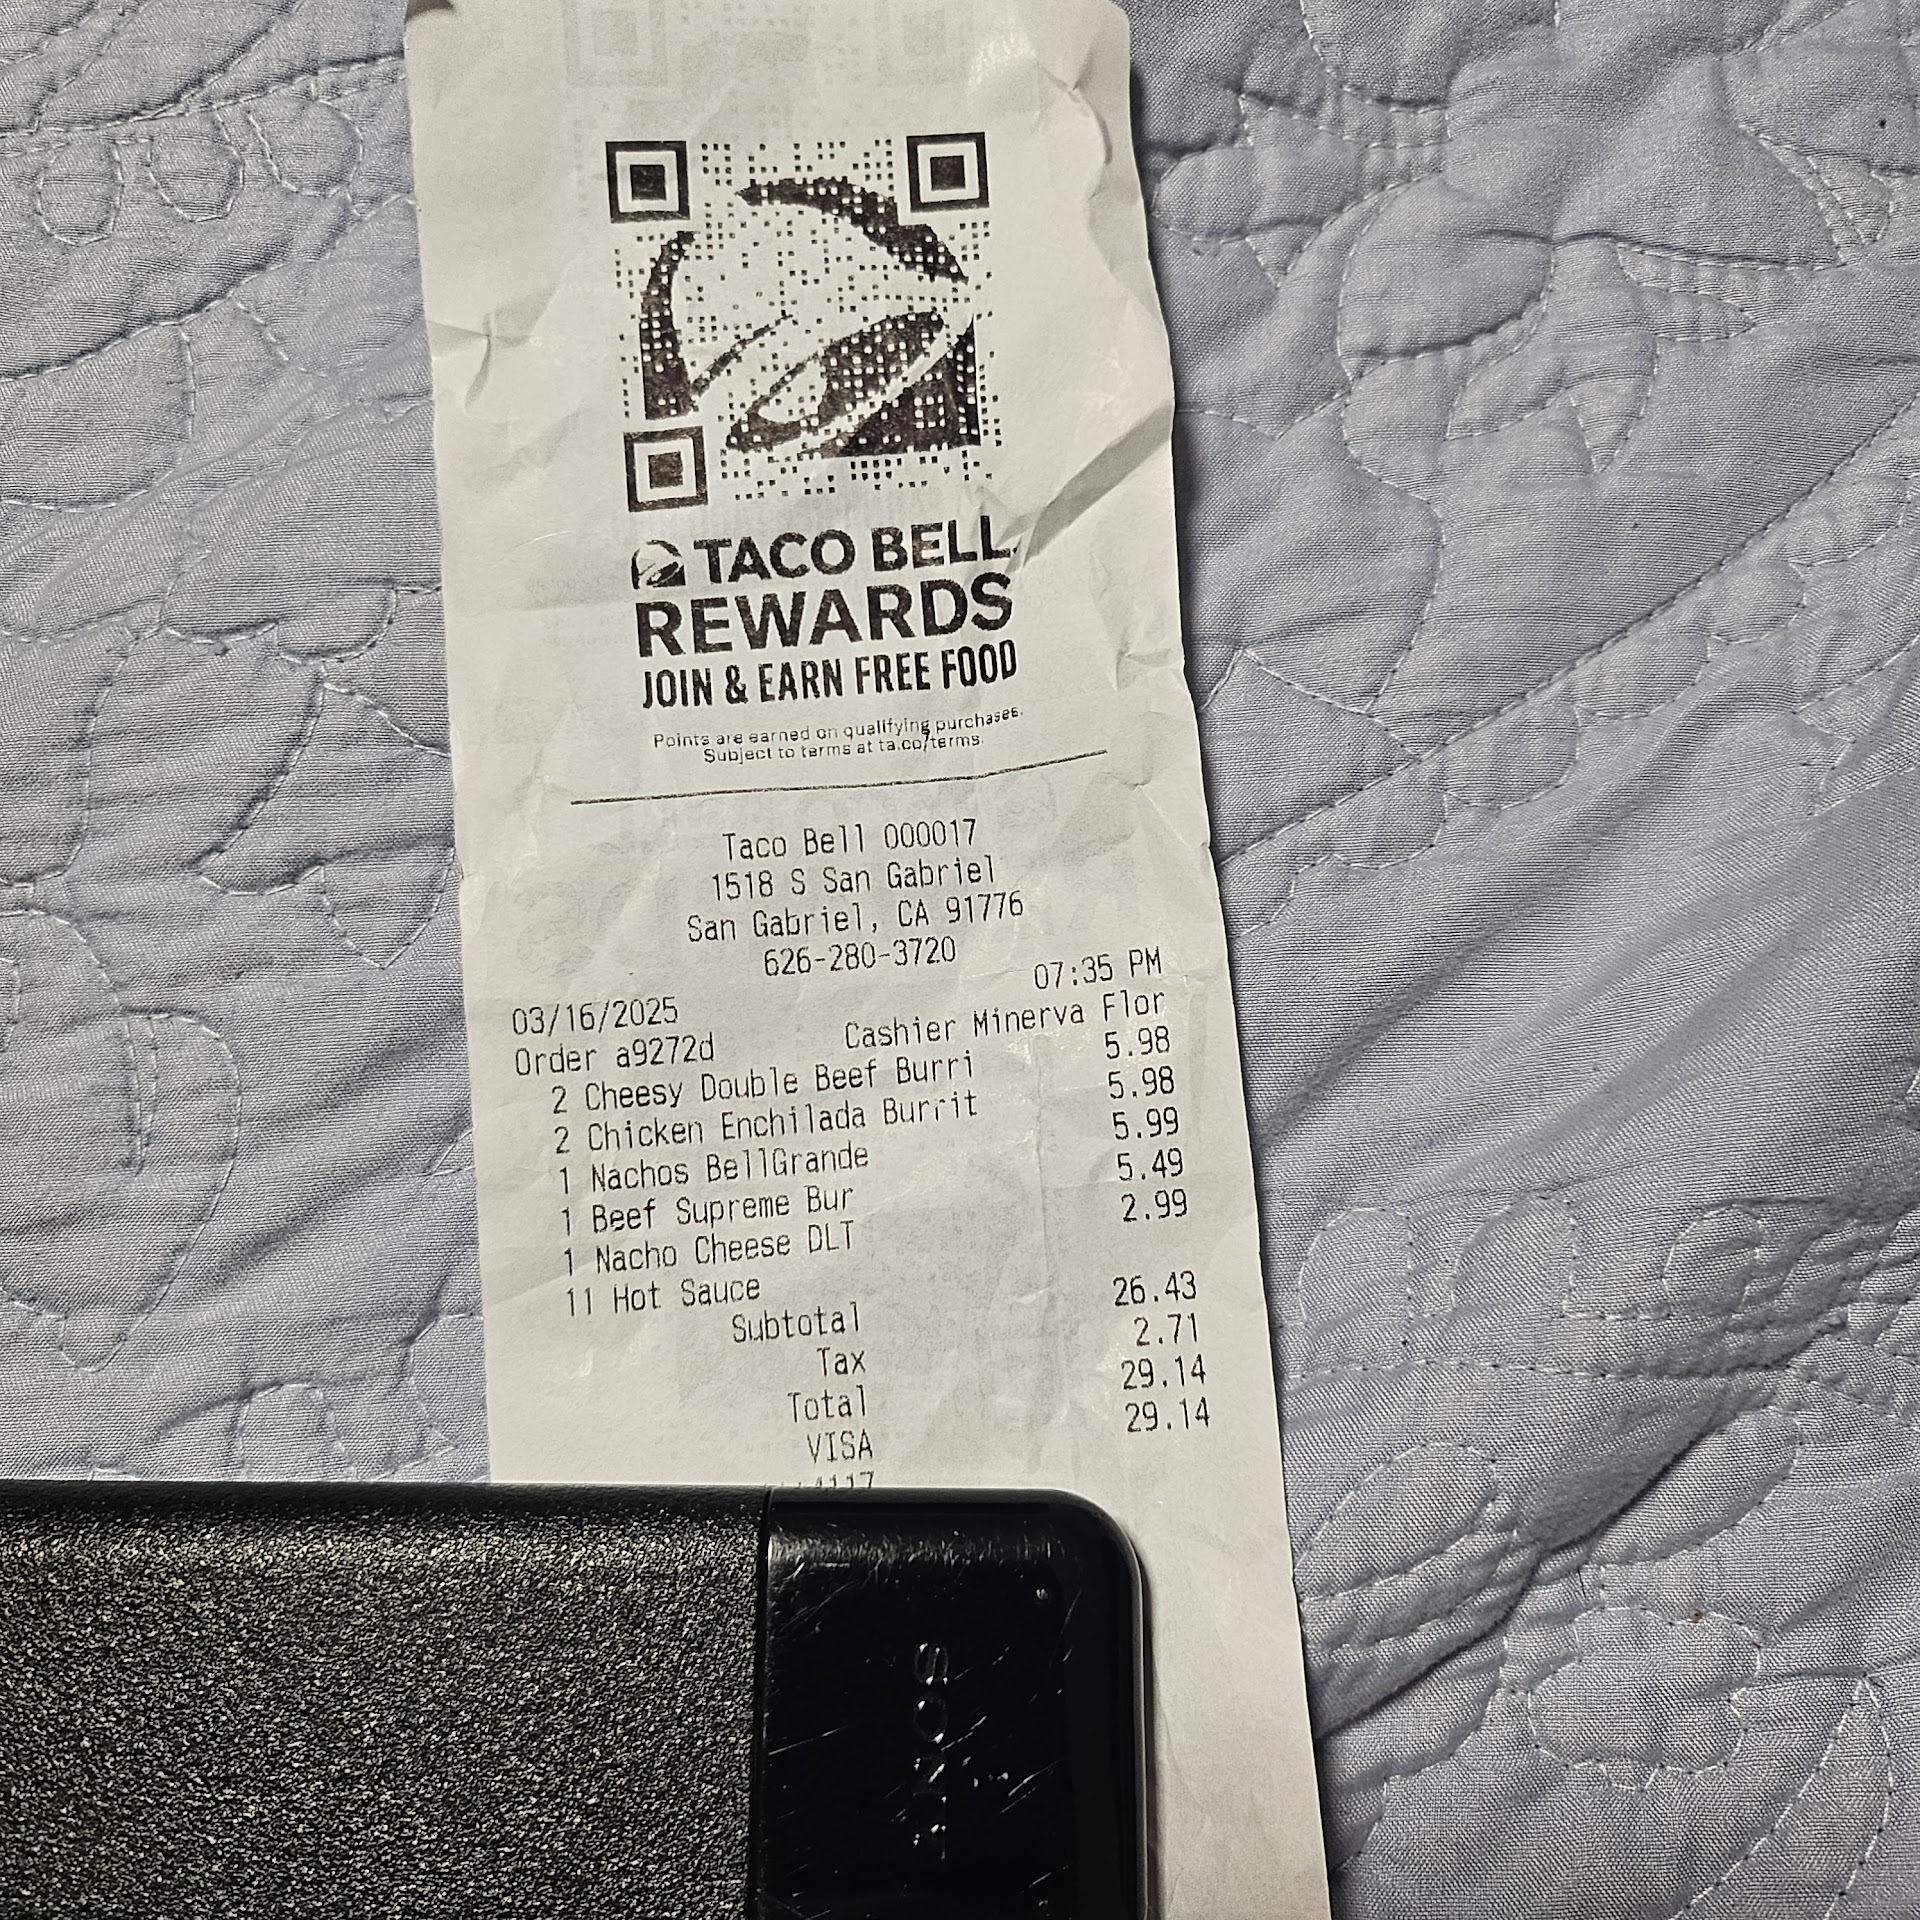 TACO BELL
REWARDS
JOIN & EARN FREE FOOD
Points are earned on qualifying purchases.
Subject to terms at ta.co/terms.
Taco Bell 000017
1518 S San Gabriel
San Gabriel, CA 91776
626-280-3720
03/16/2025 07:35 PM
Order a9272d Cashier Minerva Flor
2 Cheesy Double Beef Burri 5.98
2 Chicken Enchilada Burrit 5.98
1 Nachos BellGrande 5.99
1 Beef Supreme Bur 5.49
1 Nacho Cheese DLT 2.99
11 Hot Sauce
Subtotal 26.43
Tax 2.71
Total 29.14
VISA 29.14
SONY